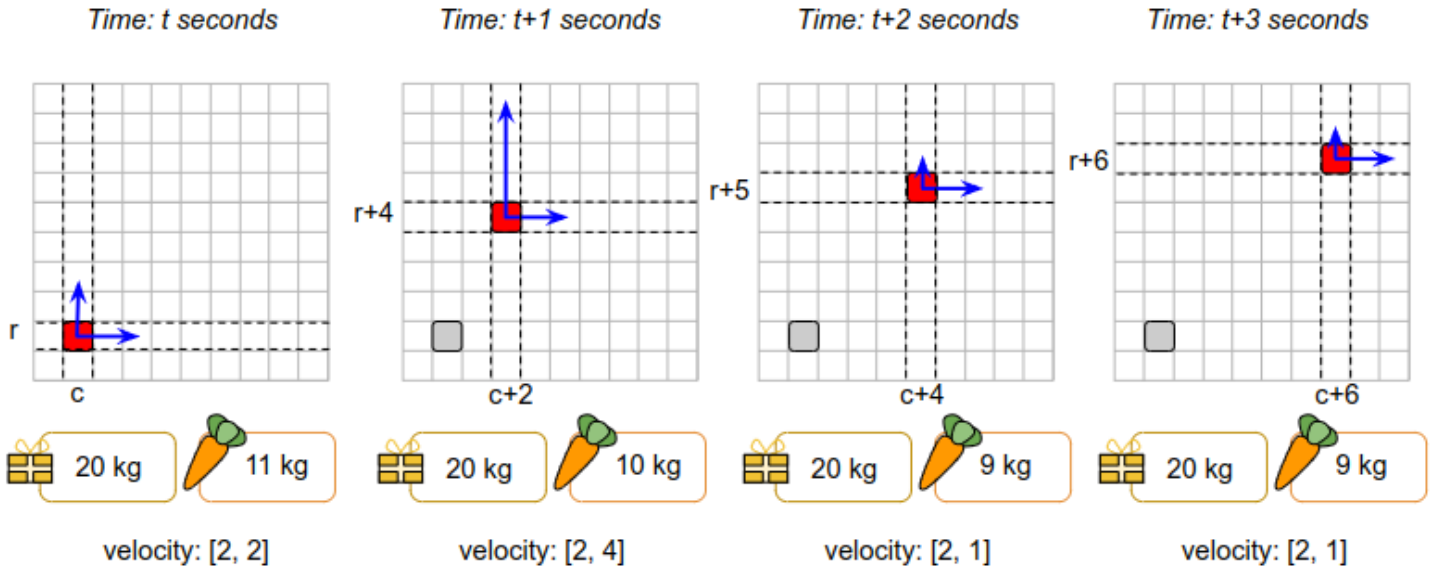 Time: t seconds
Time: t+1 seconds
Time: t+2 seconds
Time: t+3 seconds
r
r+4
r+5
r+6
c
c+2
c+4
c+6
20 kg
11 kg
20 kg
10 kg
20 kg
9 kg
20 kg
9 kg
velocity: [2, 2]
velocity: [2, 4]
velocity: [2, 1]
velocity: [2, 1]